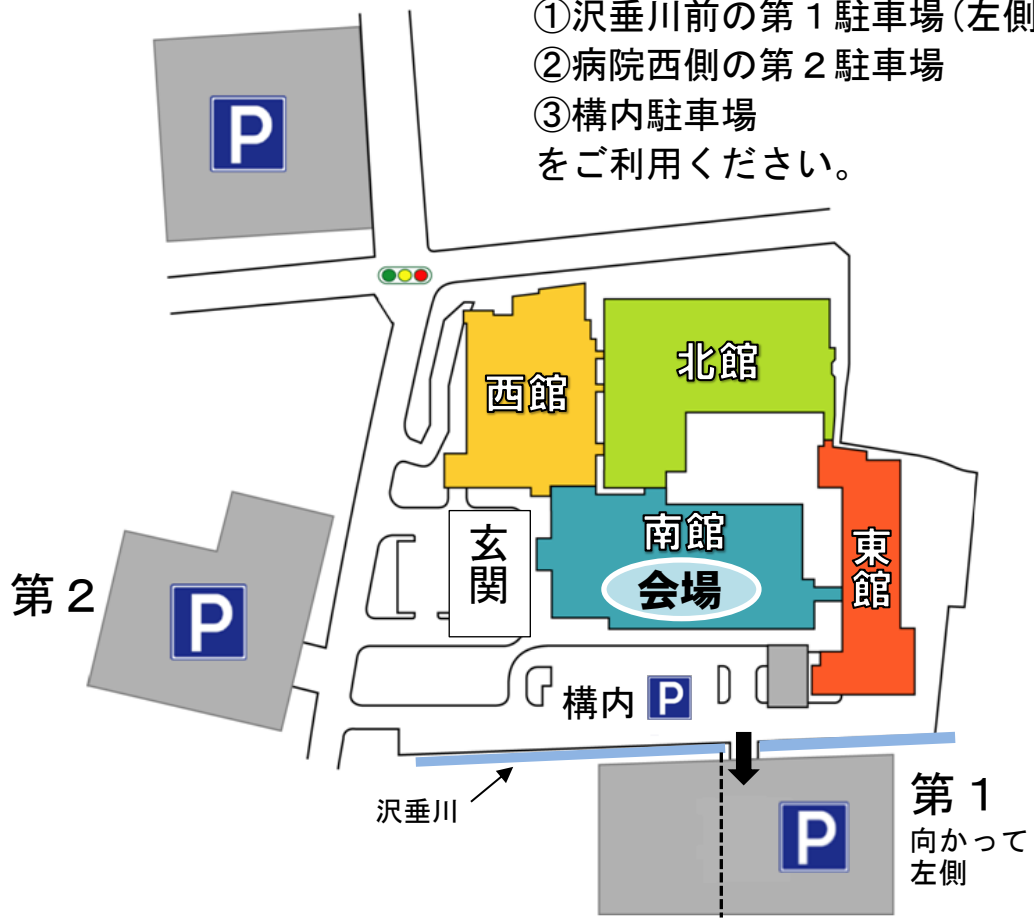 ①沢垂川前の第１駐車場(左側
②病院西側の第２駐車場
③構内駐車場
をご利用ください。
P
西館
北館
玄関
南館
会場
東館
第２
P
構内 P
沢垂川
第１
向かって
左側
P